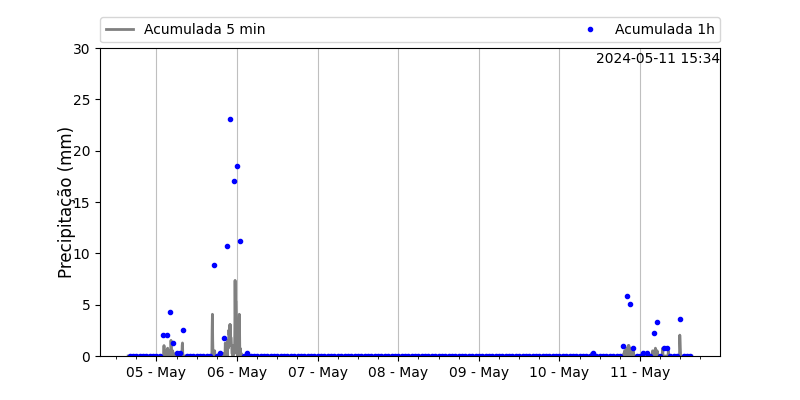 Acumulada 5 min
Acumulada 1h
2024-05-11 15:34
Precipitação (mm)
30
25
20
15
10
5
0
05 - May
06 - May
07 - May
08 - May
09 - May
10 - May
11 - May